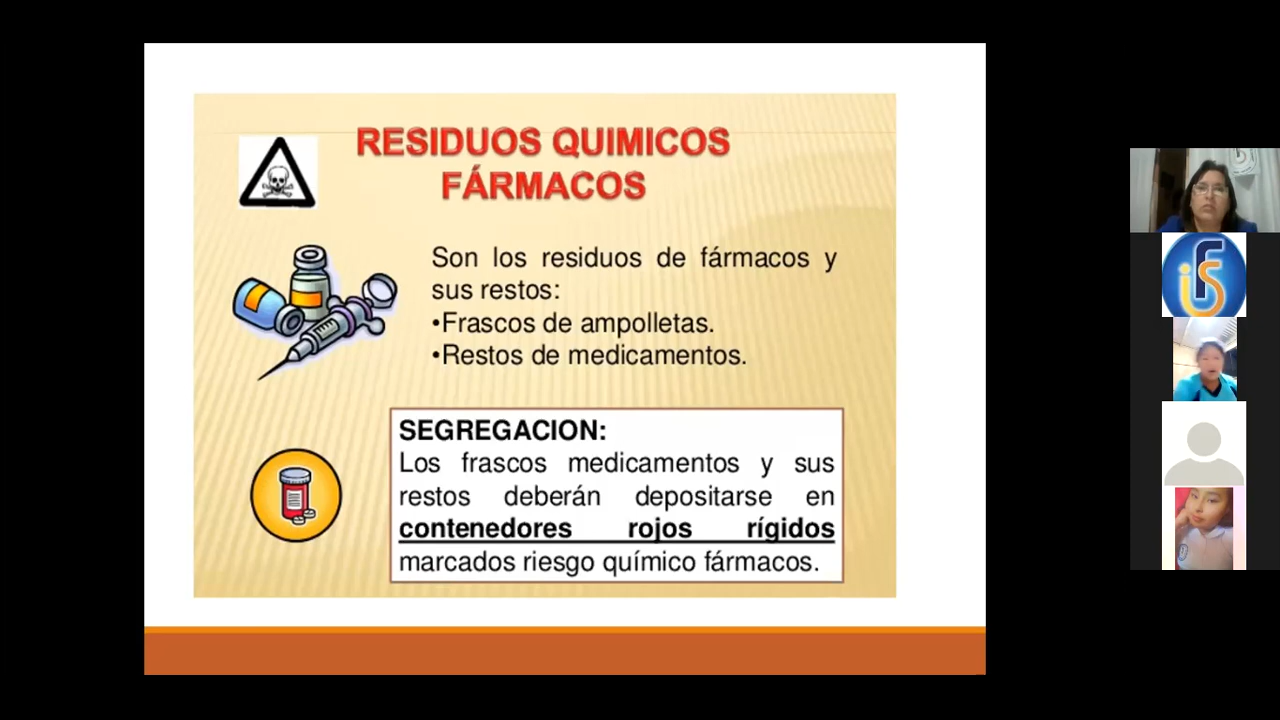 RESIDUOS QUIMICOS
FÁRMACOS
Son los residuos de fármacos y
sus restos:
•Frascos de ampolletas.
•Restos de medicamentos.
SEGREGACION:
Los frascos medicamentos y sus
restos deberán depositarse en
contenedores rojos rígidos
marcados riesgo químico fármacos.